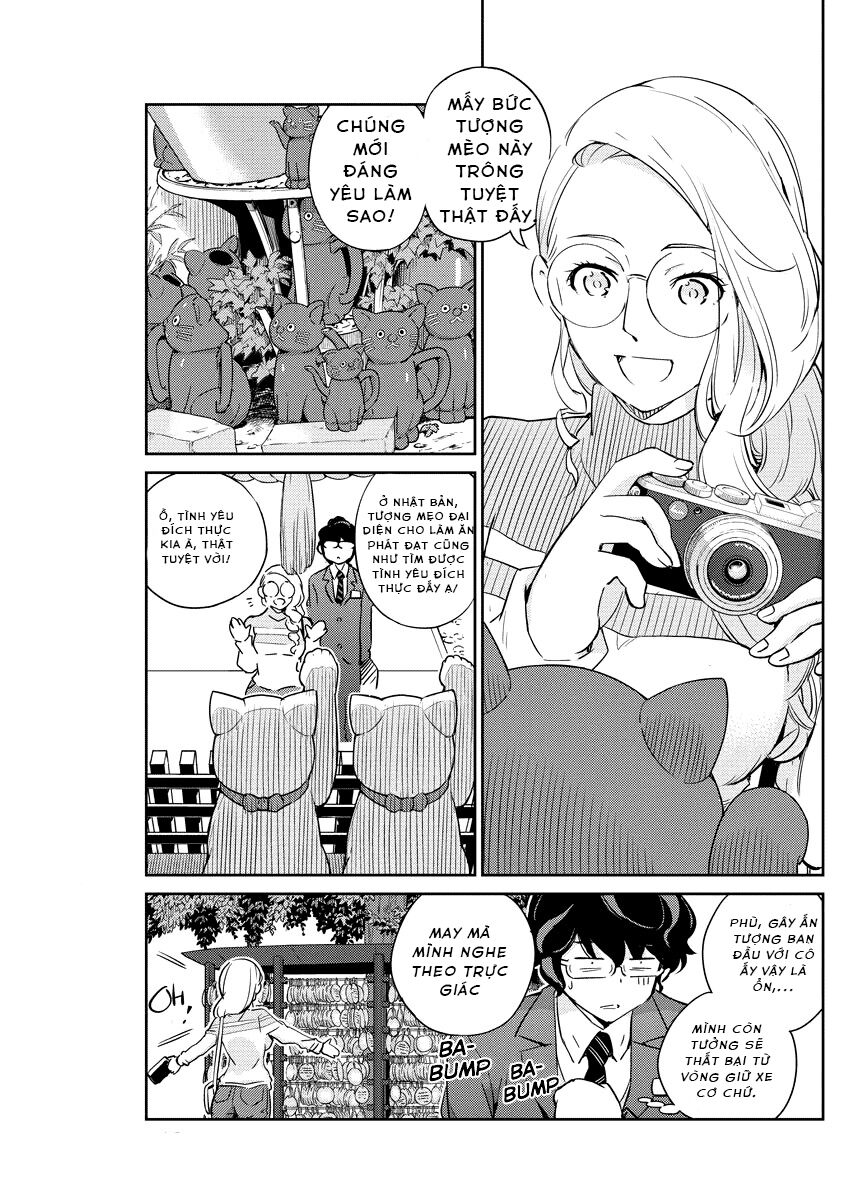 MẤY BỨC
TƯỢNG
MÈO NÀY
TRÔNG
TUYỆT
THẬT ĐẤY.
CHÚNG
MỚI
ĐÁNG
YÊU LÀM
SAO!
Ở NHẬT BẢN,
TƯỢNG MẸO ĐẠI
DIỆN CHO LÀM ĂN
PHÁT ĐẠT CŨNG
NHƯ TÌM ĐƯỢC
TÌNH YÊU ĐÍCH
THỰC ĐẤY Ạ!
Ồ, TÌNH YÊU
ĐÍCH THỰC
KIA Á, THẬT
TUYỆT VỜI!
PHÙ, GÂY ẤN
TƯỢNG BAN
ĐẦU VỚI CÔ
ẤY VẬY LÀ
ỔN,...
MÌNH CÒN
TƯỞNG SẼ
THẤT BẠI TỪ
VÒNG GIỮ XE
CƠ CHỨ.
MAY MÀ
MÌNH NGHE
THEO TRỰC
GIÁC
BA-
BUMP
BA-
BUMP
OH,